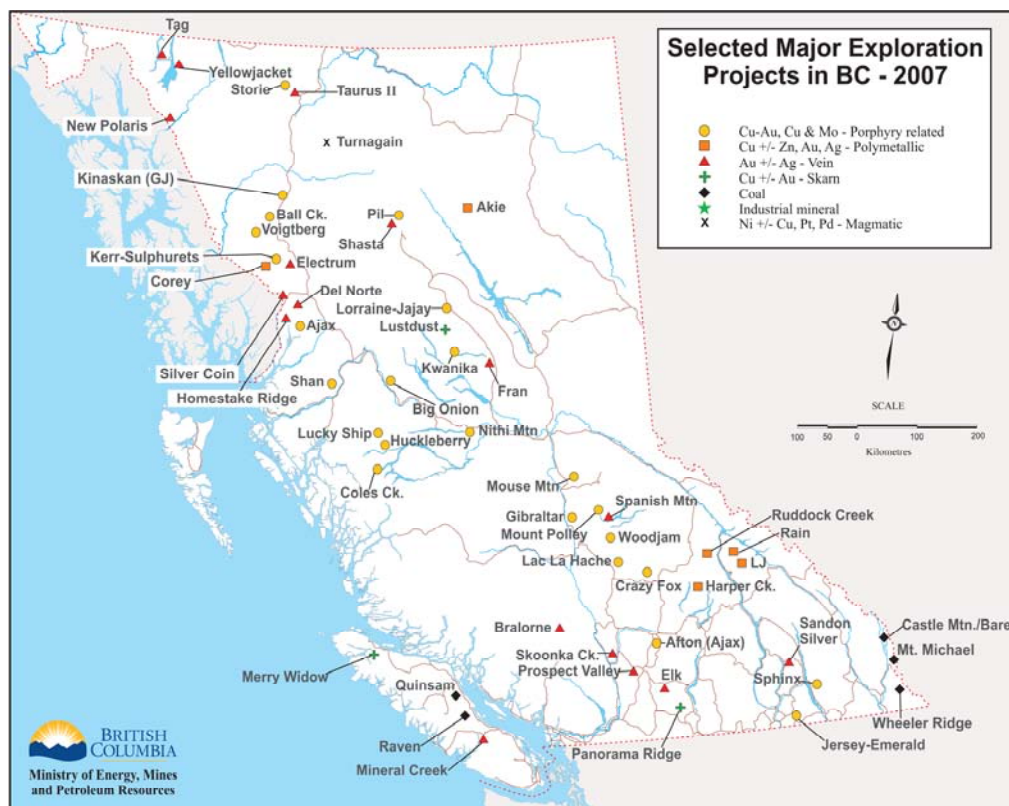 Selected Major Exploration
Projects in BC - 2007
Cu-Au, Cu & Mo - Porphyry related
Cu +/- Zn, Au, Ag - Polymetallic
Au +/- Ag - Vein
Cu +/- Au - Skarn
Coal
Industrial mineral
X Ni +/- Cu, Pt, Pd - Magmatic
Tag
Yellowjacket
Storie
Taurus II
New Polaris
x Turnagain
Kinaskan (GJ)
Ball Ck.
Voigtberg
Pil
Shasta
Akie
Kerr-Sulphurets
Electrum
Corey
Del Norte
Lorraine-Jajay
Lustdust
Ajax
Silver Coin
Kwanika
Fran
Homestake Ridge
Shan
Big Onion
SCALE
100 50 0 100 200
Kilometres
Lucky Ship
Huckleberry
Nithi Mtn
Coles Ck.
Mouse Mtn
Spanish Mtn
Gibraltar
Mount Polley
Woodjam
Ruddock Creek
Rain
Lac La Hache
LJ
Crazy Fox
Harper Ck.
Bralorne
Afton (Ajax)
Sandon
Silver
Castle Mtn./Bare
Skoonka Ck.
Mt. Michael
Prospect Valley
Elk
Sphinx
Merry Widow
Quinsam
Wheeler Ridge
Raven
Panorama Ridge
Jersey-Emerald
Mineral Creek
BRITISH
COLUMBIA
Ministry of Energy, Mines
and Petroleum Resources